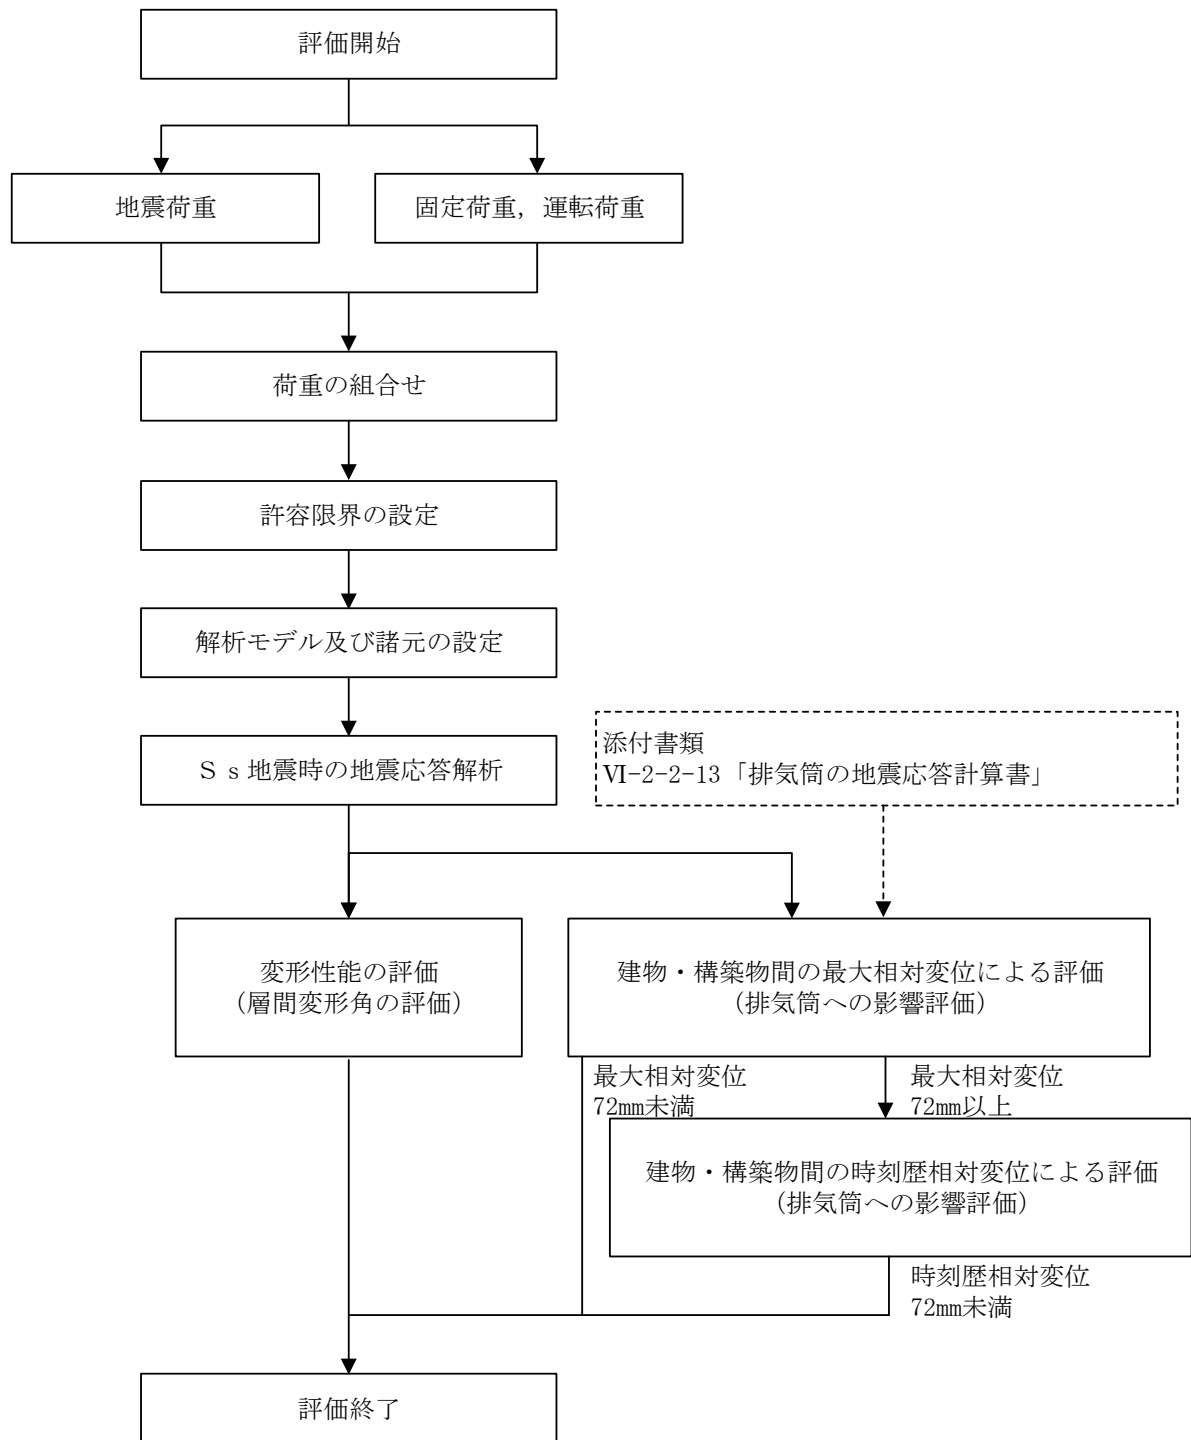 評価開始
地震荷重
固定荷重，運転荷重
荷重の組合せ
許容限界の設定
解析モデル及び諸元の設定
Ｓｓ地震時の地震応答解析
添付書類
Ⅵ-2-2-13「排気筒の地震応答計算書」
変形性能の評価
（層間変形角の評価）
建物・構築物間の最大相対変位による評価
（排気筒への影響評価）
最大相対変位
72mm未満
最大相対変位
72mm以上
建物・構築物間の時刻歴相対変位による評価
（排気筒への影響評価）
時刻歴相対変位
72mm未満
評価終了